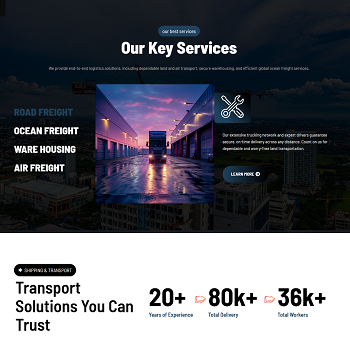 our best services
Our Key Services
We provide end-to-end logistics solutions, including dependable land and air transport, secure warehousing, and efficient global ocean freight services.
ROAD FREIGHT
OCEAN FREIGHT
WARE HOUSING
AIR FREIGHT
Our extensive trucking network and expert drivers guarantee
secure, on-time delivery across any distance. Count on us for
dependable and worry-free land transportation.
LEARN MORE
SHIPPING & TRANSPORT
Transport
Solutions You Can
Trust
20+
Years of Experience
80k+
Total Delivery
36k+
Total Workers